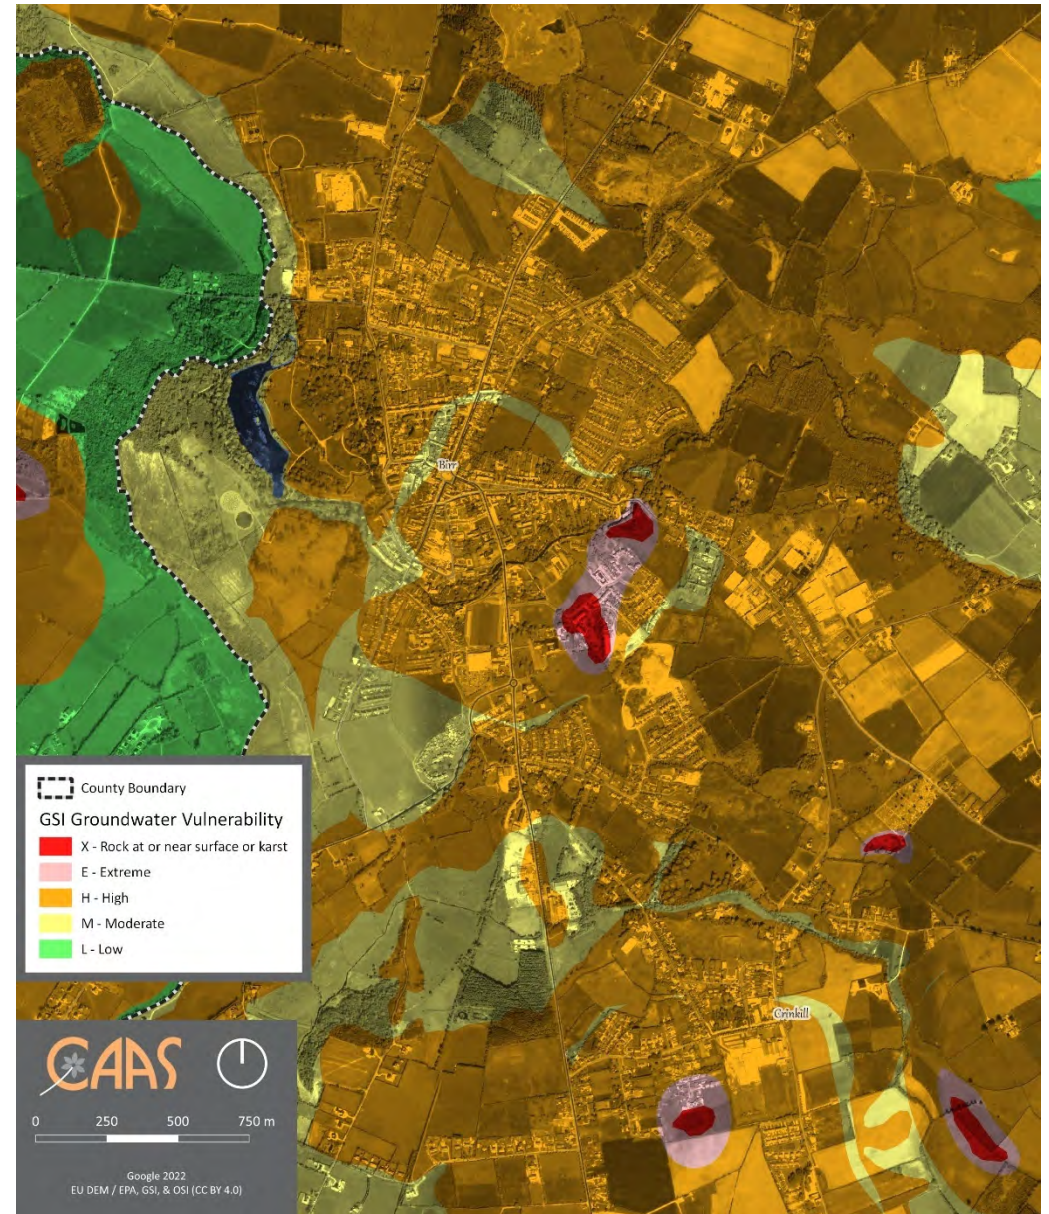 Birr
County Boundary
GSI Groundwater Vulnerability
X - Rock at or near surface or karst
E - Extreme
H - High
M - Moderate
L - Low
Crinkill
CAAS
0 250 500 750 m
Google 2022
EU DEM / EPA, GSI, & OSI (CC BY 4.0)